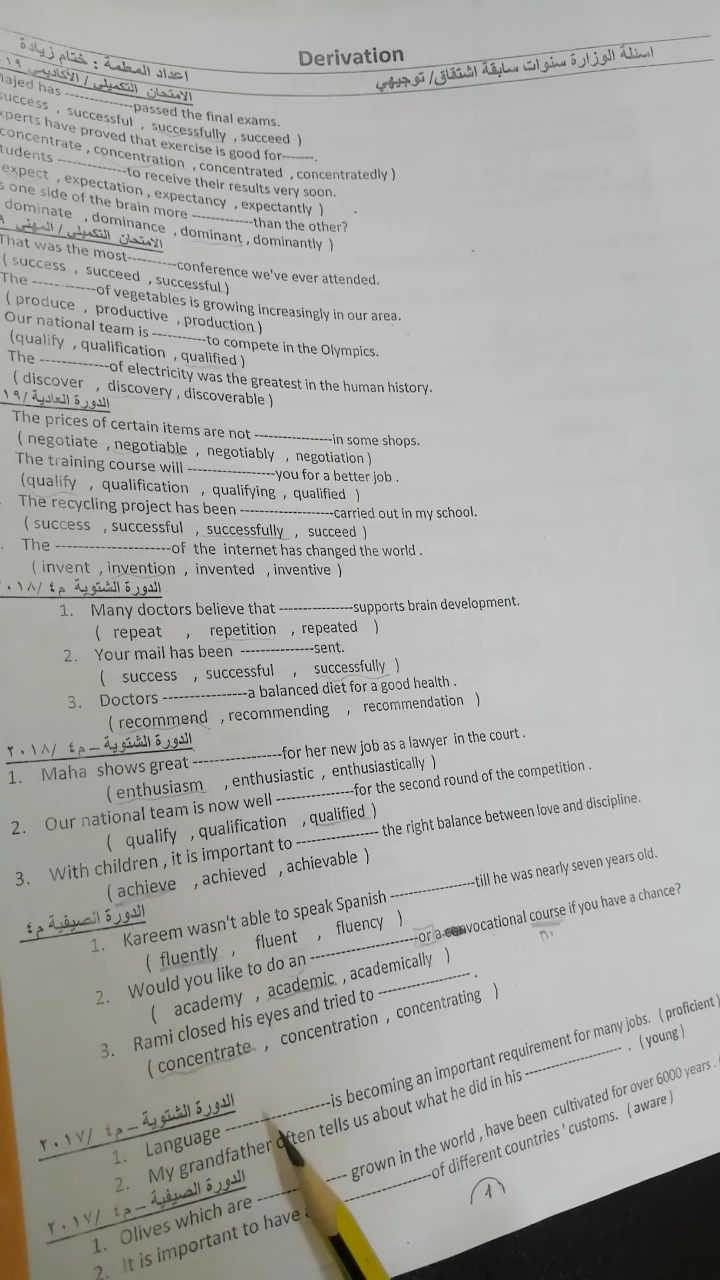 Derivation
اسئلة الوزارة سنوات سابقة اشتقاق/ توجيهي
اعداد المعلمة : ختام زيادة
الامتحان التكميلي / الأكاديمي ١٩
ajed has -------------passed the final exams.
success , successful , successfully , succeed )
xperts have proved that exercise is good for------.
concentrate , concentration , concentrated , concentratedly )
tudents -------------to receive their results very soon.
expect , expectation , expectancy , expectantly )
s one side of the brain more ------------than the other?
dominate , dominance , dominant , dominantly )
الامتحان التكميلي / المهني ٩
That was the most----------conference we've ever attended.
( success , succeed , successful )
The ----- -------of vegetables is growing increasingly in our area.
( produce , productive , production )
Our national team is -----------to compete in the Olympics.
(qualify , qualification , qualified )
The --------------of electricity was the greatest in the human history.
( discover , discovery , discoverable )
الدورة العادية /١٩
The prices of certain items are not -----------------in some shops.
( negotiate , negotiable , negotiably , negotiation )
The training course will -------------------you for a better job .
(qualify , qualification , qualifying , qualified )
The recycling project has been --------------------carried out in my school.
( success , successful , successfully , succeed )
The -----------------------of the internet has changed the world .
( invent , invention , invented , inventive )
الدورة الشتوية م٤ /٢٠١٨
1. Many doctors believe that ----------------supports brain development.
( repeat , repetition , repeated )
2. Your mail has been ---------------sent.
( success , successful , successfully )
3. Doctors -----------------a balanced diet for a good health .
( recommend , recommending , recommendation )
الدورة الشتوية – م٤ /٢٠١٨
1. Maha shows great ------------------for her new job as a lawyer in the court .
( enthusiasm , enthusiastic , enthusiastically )
2. Our national team is now well ----------------for the second round of the competition .
( qualify , qualification , qualified )
3. With children , it is important to ----------------- the right balance between love and discipline.
( achieve , achieved , achievable )
الدورة الصيفية م٤
1. Kareem wasn't able to speak Spanish -----------------till he was nearly seven years old.
( fluently , fluent , fluency )
2. Would you like to do an ----------------------or a vocational course if you have a chance?
n.
( academy , academic , academically )
3. Rami closed his eyes and tried to ------------------- .
( concentrate , concentration , concentrating )
الدورة الشتوية – م٤ /٢٠١٧
1. Language ---------------------is becoming an important requirement for many jobs. ( proficient )
2. My grandfather often tells us about what he did in his -------------------- . ( young )
الدورة الصيفية – م٤ /٢٠١٧
1. Olives which are ------------------ grown in the world , have been cultivated for over 6000 years .
2. It is important to have ------------------of different countries ' customs. ( aware )
١